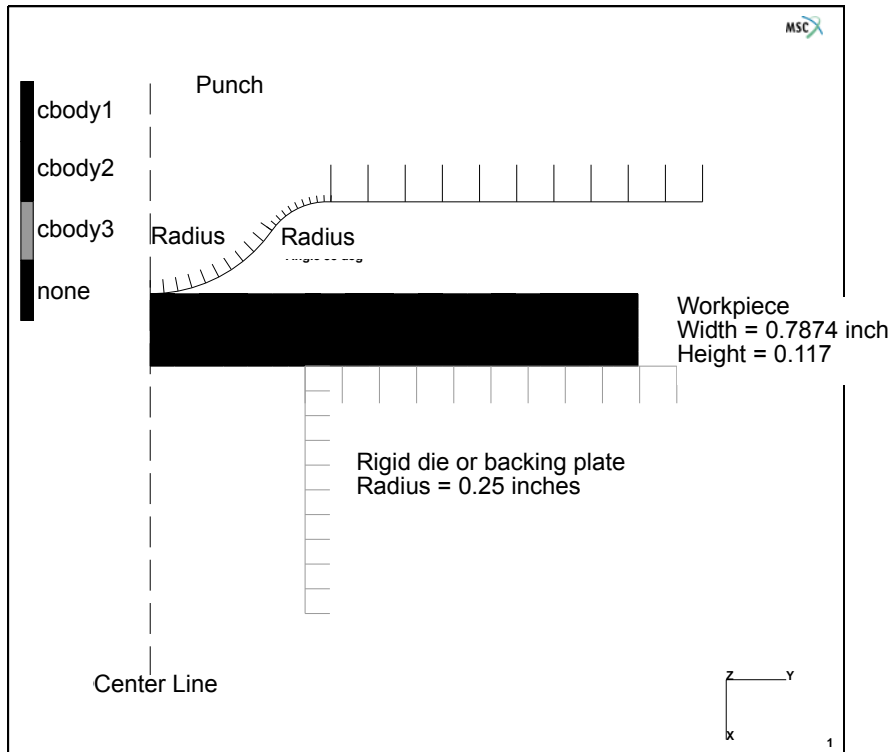 MSC
Punch
cbody1
cbody2
cbody3
none
Radius
Radius
Workpiece
Width = 0.7874 inch
Height = 0.117
Rigid die or backing plate
Radius = 0.25 inches
Center Line
Z
Y
X
1